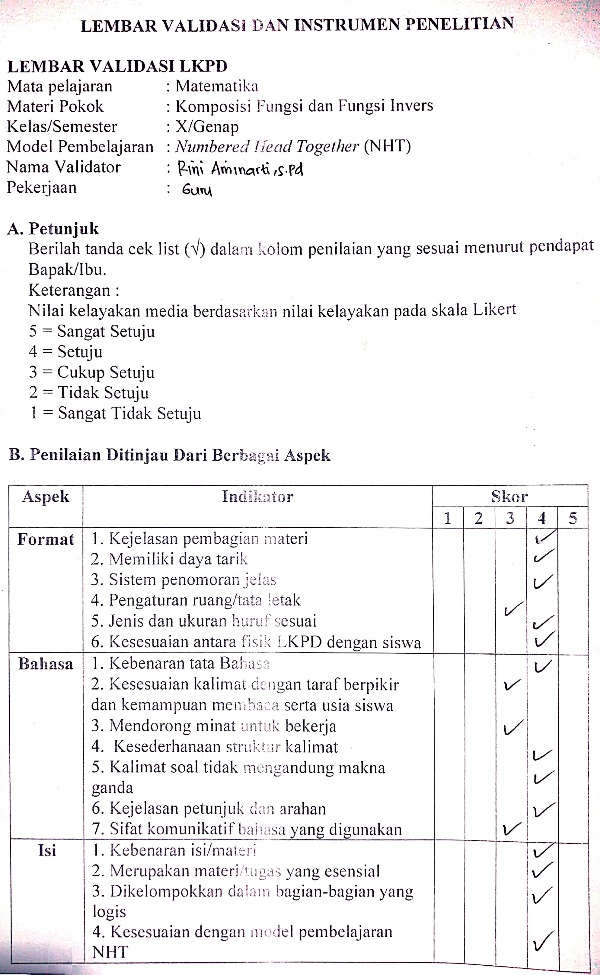 LEMBAR VALIDASI DAN INSTRUMEN PENELITIAN
LEMBAR VALIDASI LKPD
Mata pelajaran : Matematika
Materi Pokok : Komposisi Fungsi dan Fungsi Invers
Kelas/Semester : X/Genap
Model Pembelajaran : Numbered Head Together (NHT)
Nama Validator : Rini Aminarti, S.Pd
Pekerjaan : Guru
A. Petunjuk
Berilah tanda cek list (√) dalam kolom penilaian yang sesuai menurut pendapat
Bapak/Ibu.
Keterangan :
Nilai kelayakan media berdasarkan nilai kelayakan pada skala Likert
5 = Sangat Setuju
4 = Setuju
3 = Cukup Setuju
2 = Tidak Setuju
1 = Sangat Tidak Setuju
B. Penilaian Ditinjau Dari Berbagai Aspek
Aspek Indikator Skor
1 2 3 4 5
Format 1. Kejelasan pembagian materi ✓
2. Memiliki daya tarik ✓
3. Sistem penomoran jelas ✓
4. Pengaturan ruang/tata letak ✓
5. Jenis dan ukuran huruf sesuai ✓
6. Kesesuaian antara fisik LKPD dengan siswa ✓
Bahasa 1. Kebenaran tata Bahasa ✓
2. Kesesuaian kalimat dengan taraf berpikir ✓
dan kemampuan membaca serta usia siswa
3. Mendorong minat untuk bekerja ✓
4. Kesederhanaan struktur kalimat ✓
5. Kalimat soal tidak mengandung makna ✓
ganda
6. Kejelasan petunjuk dan arahan ✓
7. Sifat komunikatif bahasa yang digunakan ✓
Isi 1. Kebenaran isi/materi ✓
2. Merupakan materi/tugas yang esensial ✓
3. Dikelompokkan dalam bagian-bagian yang ✓
logis
4. Kesesuaian dengan model pembelajaran ✓
NHT